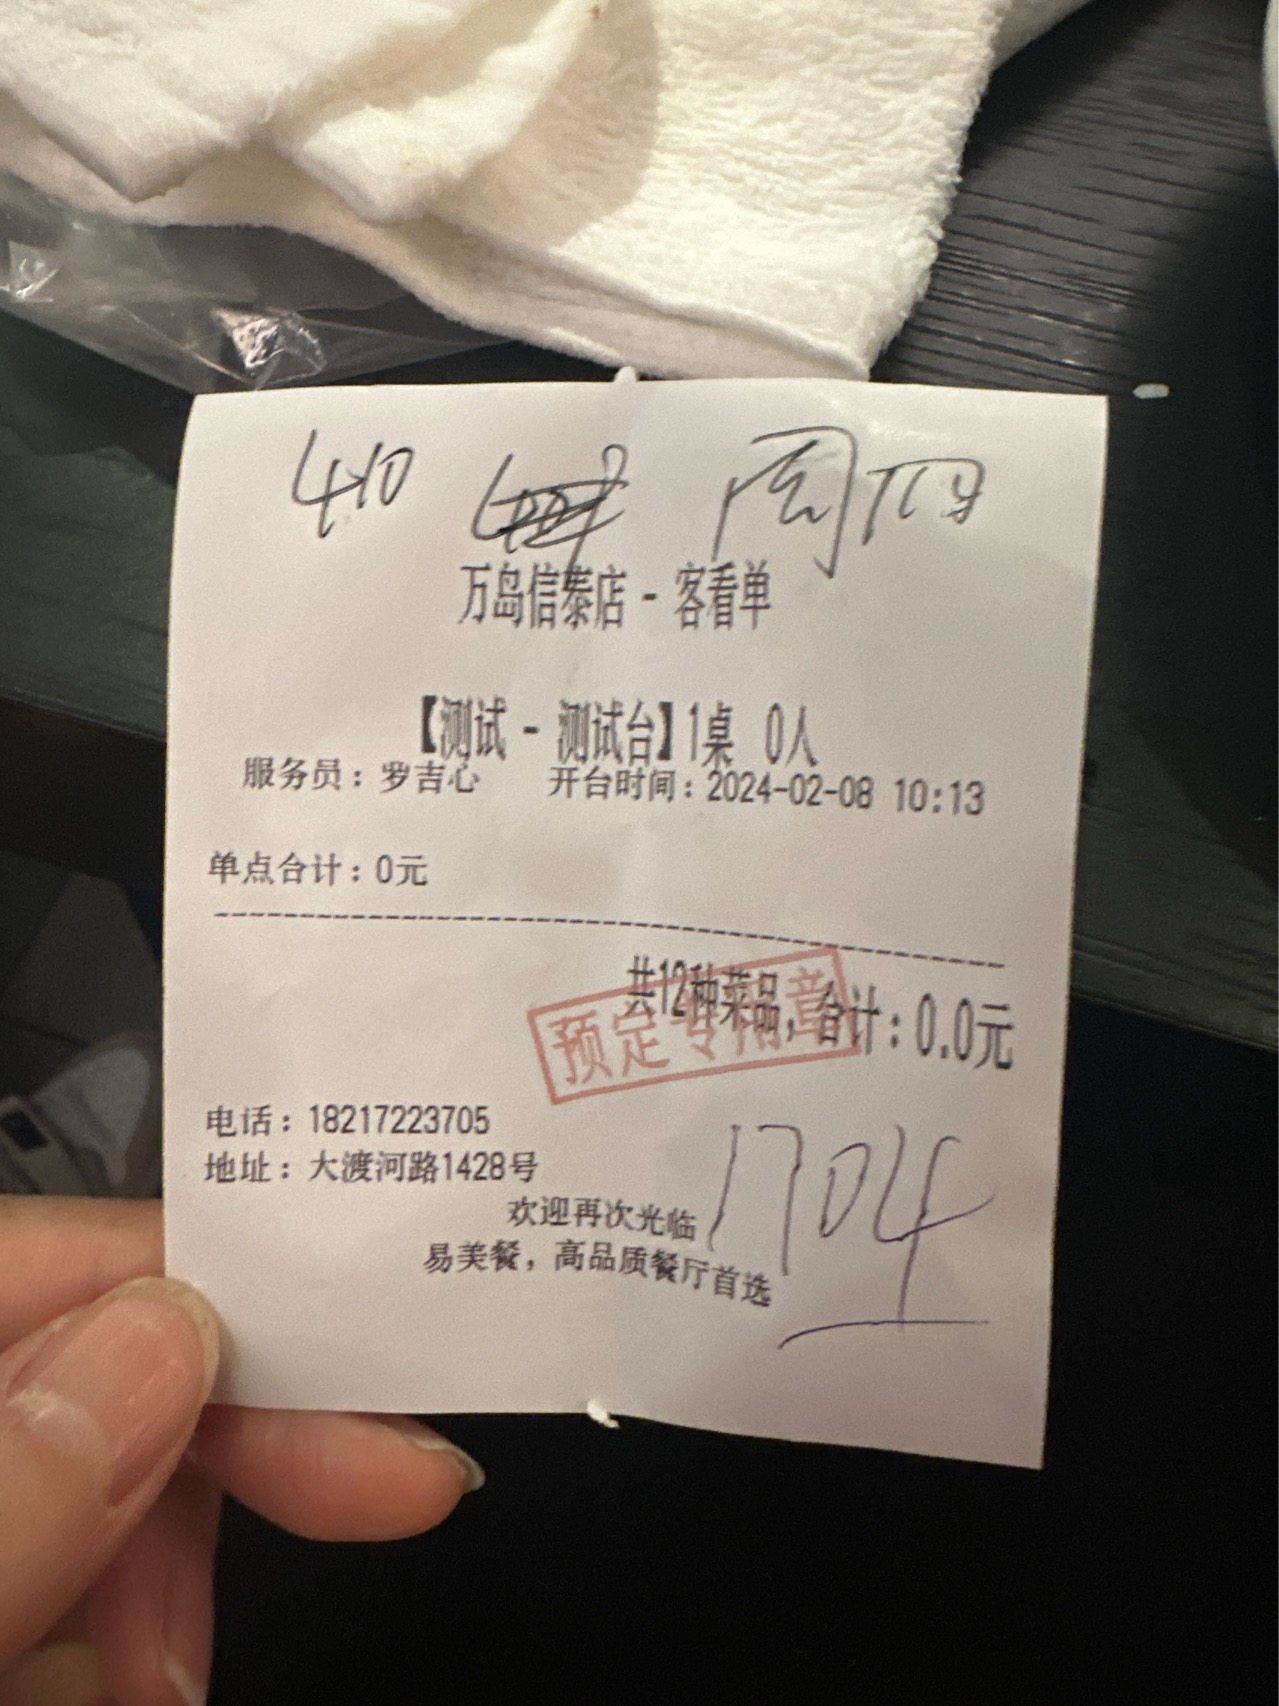 410 周四
万岛信泰店 - 客看单
【测试 - 测试台】1桌 0人
服务员：罗吉心 开台时间：2024-02-08 10:13
单点合计：0元
共12种菜品，合计：0.0元
预定专用章
电话：18217223705
地址：大渡河路1428号
1704
欢迎再次光临
易美餐，高品质餐厅首选